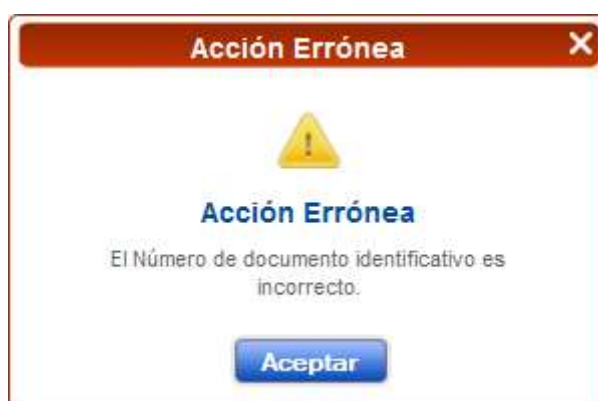 Acción Errónea
Acción Errónea
El Número de documento identificativo es
incorrecto.
Aceptar